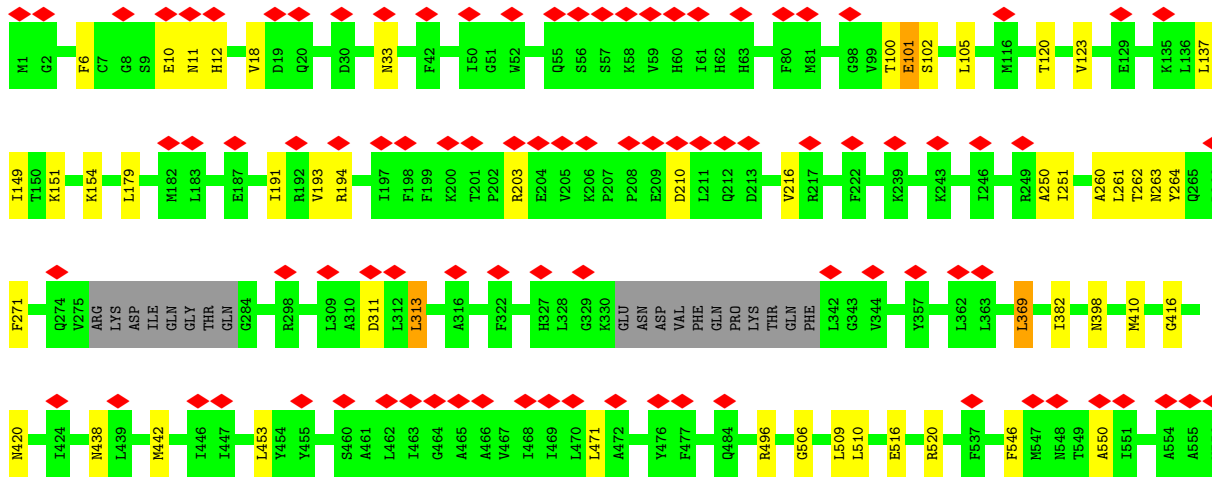 M1 G2 F6 C7 G8 S9 E10 N11 H12 V18 D19 Q20 D30 N33 F42 I50 G51 W52 Q55 S56 S57 K58 V59 H60 I61 H62 H63 F80 M81 G98 V99 T100 E101 S102 L105 M116 T120 V123 E129 K135 L136 L137
I149 T150 K151 K154 L179 M182 L183 E187 I191 R192 V193 R194 I197 F198 F199 K200 T201 P202 R203 E204 V205 K206 P207 P208 E209 D210 L211 Q212 D213 V216 R217 F222 K239 K243 I246 R249 A250 I251 A260 L261 T262 N263 Y264 Q265
F271 Q274 V275 ARG LYS ASP ILE GLN GLY THR GLN G284 R298 L309 A310 D311 L312 L313 A316 F322 H327 L328 G329 K330 GLU ASN ASP VAL PHE GLN PRO LYS THR GLN PHE L342 G343 V344 Y357 L362 L363 L369 I382 N398 M410 G416
N420 I424 N438 L439 M442 I446 I447 L453 Y454 Y455 S460 A461 L462 I463 G464 A465 A466 V467 I468 I469 L470 L471 A472 Y476 F477 Q484 R496 G506 L509 L510 E516 R520 F537 F546 M547 N548 T549 A550 I551 A554 A555